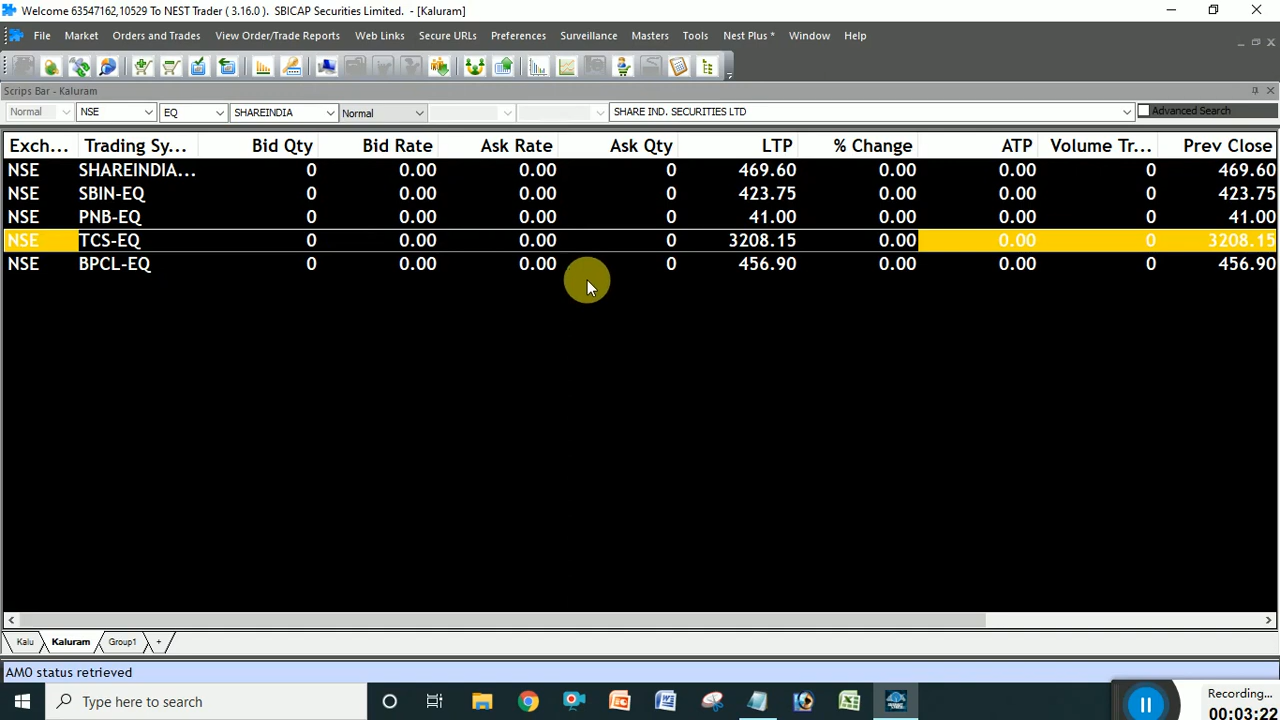 Welcome 63547162,10529 To NEST Trader ( 3.16.0 ). SBICAP Securities Limited. - [Kaluram]
File Market Orders and Trades View Order/Trade Reports Web Links Secure URLs Preferences Surveillance Masters Tools Nest Plus * Window Help
Scrips Bar - Kaluram
Normal NSE EQ SHAREINDIA Normal SHARE IND. SECURITIES LTD Advanced Search
Exch... Trading Sy... Bid Qty Bid Rate Ask Rate Ask Qty LTP % Change ATP Volume Tr... Prev Close
NSE SHAREINDIA... 0 0.00 0.00 0 469.60 0.00 0.00 0 469.60
NSE SBIN-EQ 0 0.00 0.00 0 423.75 0.00 0.00 0 423.75
NSE PNB-EQ 0 0.00 0.00 0 41.00 0.00 0.00 0 41.00
NSE TCS-EQ 0 0.00 0.00 0 3208.15 0.00 0.00 0 3208.15
NSE BPCL-EQ 0 0.00 0.00 0 456.90 0.00 0.00 0 456.90
Kalu Kaluram Group1 +
AMO status retrieved
Type here to search
Recording...
00:03:22